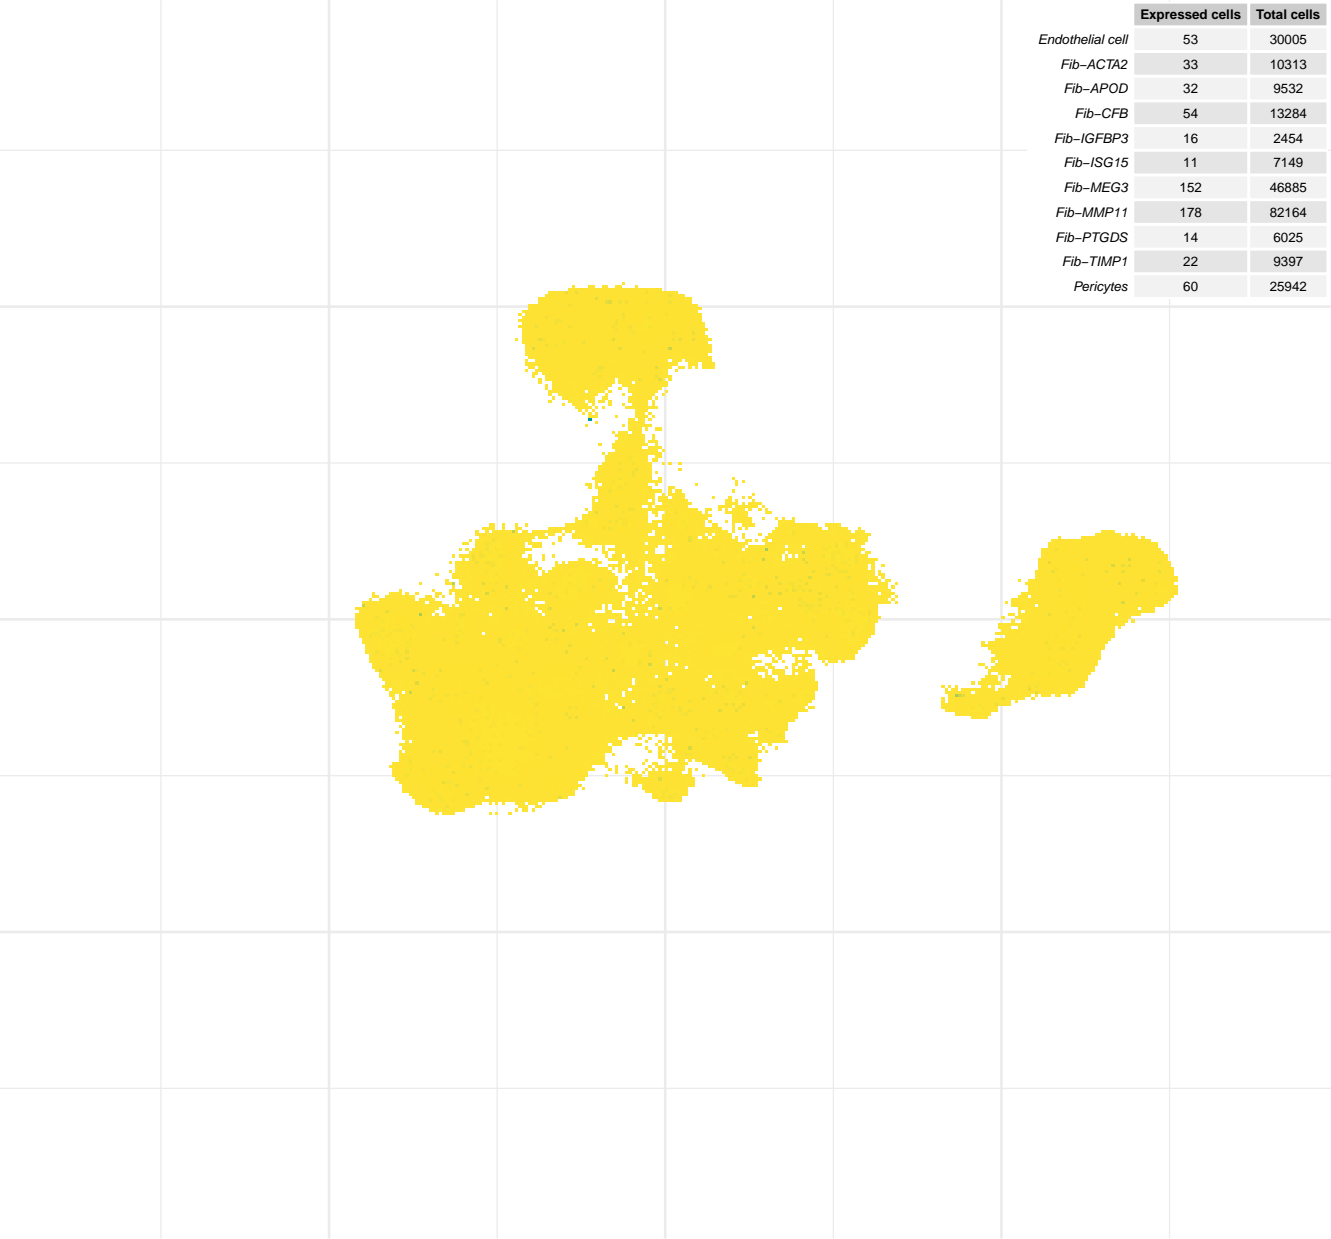 Expressed cells Total cells
Endothelial cell 53 30005
Fib−ACTA2 33 10313
Fib−APOD 32 9532
Fib−CFB 54 13284
Fib−IGFBP3 16 2454
Fib−ISG15 11 7149
Fib−MEG3 152 46885
Fib−MMP11 178 82164
Fib−PTGDS 14 6025
Fib−TIMP1 22 9397
Pericytes 60 25942